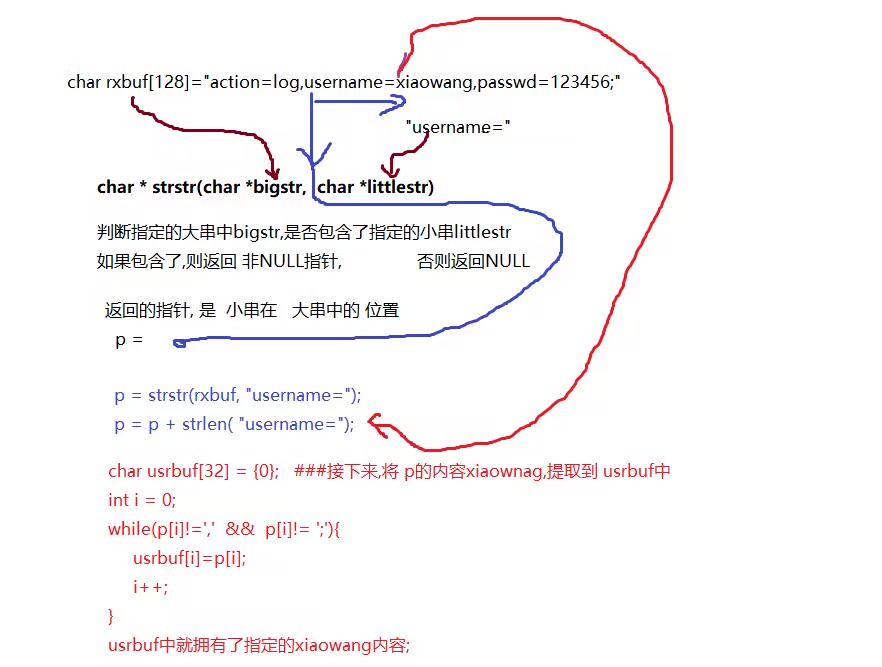 char rxbuf[128]="action=log,username=xiaowang,passwd=123456;"
"username="
char * strstr(char *bigstr, char *littlestr)
判断指定的大串中bigstr,是否包含了指定的小串littlestr
如果包含了,则返回 非NULL指针, 否则返回NULL
返回的指针, 是 小串在 大串中的 位置
p =
p = strstr(rxbuf, "username=");
p = p + strlen( "username=");
char usrbuf[32] = {0}; ###接下来,将 p的内容xiaownag,提取到 usrbuf中
int i = 0;
while(p[i]!=',' && p[i]!= ';'){
usrbuf[i]=p[i];
i++;
}
usrbuf中就拥有了指定的xiaowang内容;